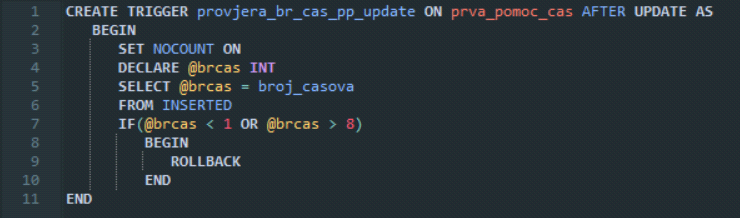 1 CREATE TRIGGER provjera_br_cas_pp_update ON prva_pomoc_cas AFTER UPDATE AS
2 BEGIN
3 SET NOCOUNT ON
4 DECLARE @brcas INT
5 SELECT @brcas = broj_casova
6 FROM INSERTED
7 IF(@brcas < 1 OR @brcas > 8)
8 BEGIN
9 ROLLBACK
10 END
11 END